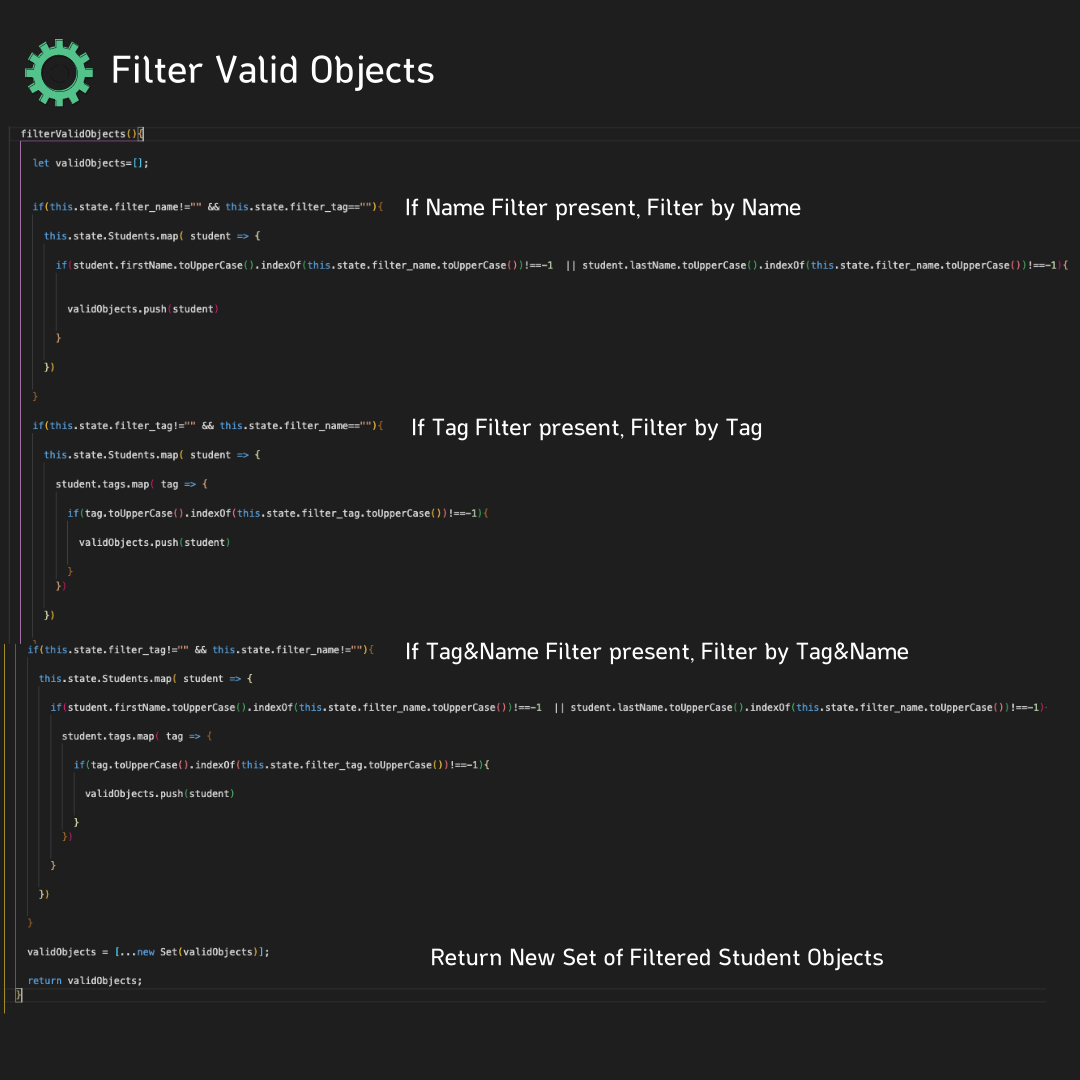 Filter Valid Objects
filterValidObjects(){
let validObjects=[];
if(this.state.filter_name!="" && this.state.filter_tag==""){
If Name Filter present, Filter by Name
this.state.Students.map( student => {
if(student.firstName.toUpperCase().indexOf(this.state.filter_name.toUpperCase())!==-1  || student.lastName.toUpperCase().indexOf(this.state.filter_name.toUpperCase())!==-1){
validObjects.push(student)
}
})
}
if(this.state.filter_tag!="" && this.state.filter_name==""){
If Tag Filter present, Filter by Tag
this.state.Students.map( student => {
student.tags.map( tag => {
if(tag.toUpperCase().indexOf(this.state.filter_tag.toUpperCase())!==-1){
validObjects.push(student)
}
})
})
if(this.state.filter_tag!="" && this.state.filter_name!=""){
If Tag&Name Filter present, Filter by Tag&Name
this.state.Students.map( student => {
if(student.firstName.toUpperCase().indexOf(this.state.filter_name.toUpperCase())!==-1  || student.lastName.toUpperCase().indexOf(this.state.filter_name.toUpperCase())!==-1)
student.tags.map( tag => {
if(tag.toUpperCase().indexOf(this.state.filter_tag.toUpperCase())!==-1){
validObjects.push(student)
}
})
}
})
}
validObjects = [...new Set(validObjects)];
Return New Set of Filtered Student Objects
return validObjects;
}